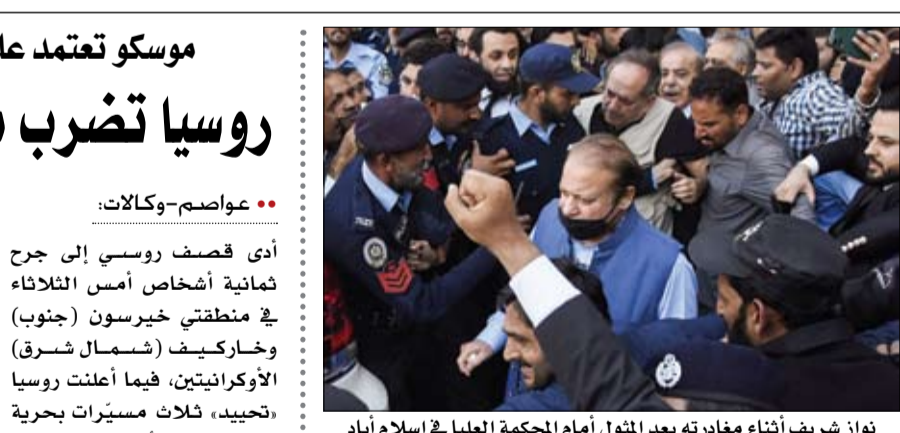 موسكو تعتمد
روسيا تضرب
•• عواصم-وكالات:
أدى قصف روسي إلى جرح
ثمانية أشخاص أمس الثلاثاء
في منطقتي خيرسون (جنوب)
وخاركيف (شمال شرق)
الأوكرانيتين، فيما أعلنت روسيا
«تحييد» ثلاث مسيّرات بحرية
نواز شريف أثناء مغادرته بعد المثول أمام المحكمة العليا في إسلام أباد